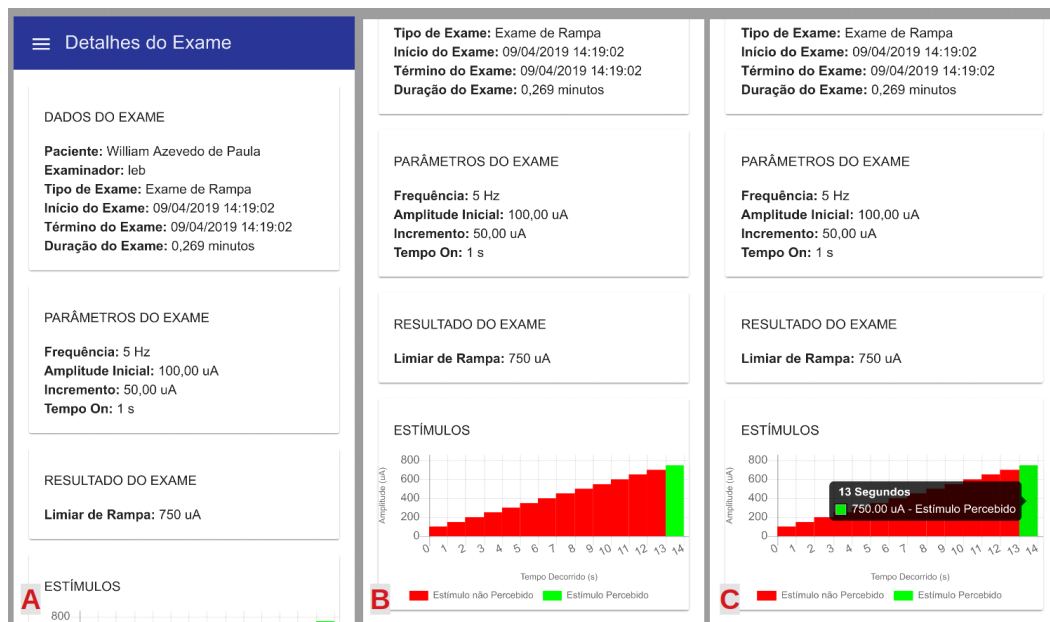 Detalhes do Exame
DADOS DO EXAME
Paciente: William Azevedo de Paula
Examinador: leb
Tipo de Exame: Exame de Rampa
Início do Exame: 09/04/2019 14:19:02
Término do Exame: 09/04/2019 14:19:02
Duração do Exame: 0,269 minutos
PARÂMETROS DO EXAME
Frequência: 5 Hz
Amplitude Inicial: 100,00 uA
Incremento: 50,00 uA
Tempo On: 1 s
RESULTADO DO EXAME
Limiar de Rampa: 750 uA
ESTÍMULOS
800
A
Tipo de Exame: Exame de Rampa
Início do Exame: 09/04/2019 14:19:02
Término do Exame: 09/04/2019 14:19:02
Duração do Exame: 0,269 minutos
PARÂMETROS DO EXAME
Frequência: 5 Hz
Amplitude Inicial: 100,00 uA
Incremento: 50,00 uA
Tempo On: 1 s
RESULTADO DO EXAME
Limiar de Rampa: 750 uA
ESTÍMULOS
Amplitude (uA)
800
600
400
200
0
0 1 2 3 4 5 6 7 8 9 10 11 12 13 14
Tempo Decorrido (s)
Estímulo não Percebido Estímulo Percebido
B
Tipo de Exame: Exame de Rampa
Início do Exame: 09/04/2019 14:19:02
Término do Exame: 09/04/2019 14:19:02
Duração do Exame: 0,269 minutos
PARÂMETROS DO EXAME
Frequência: 5 Hz
Amplitude Inicial: 100,00 uA
Incremento: 50,00 uA
Tempo On: 1 s
RESULTADO DO EXAME
Limiar de Rampa: 750 uA
ESTÍMULOS
Amplitude (uA)
800
600
400
200
0
13 Segundos
750.00 uA - Estímulo Percebido
0 1 2 3 4 5 6 7 8 9 10 11 12 13 14
Tempo Decorrido (s)
Estímulo não Percebido Estímulo Percebido
C